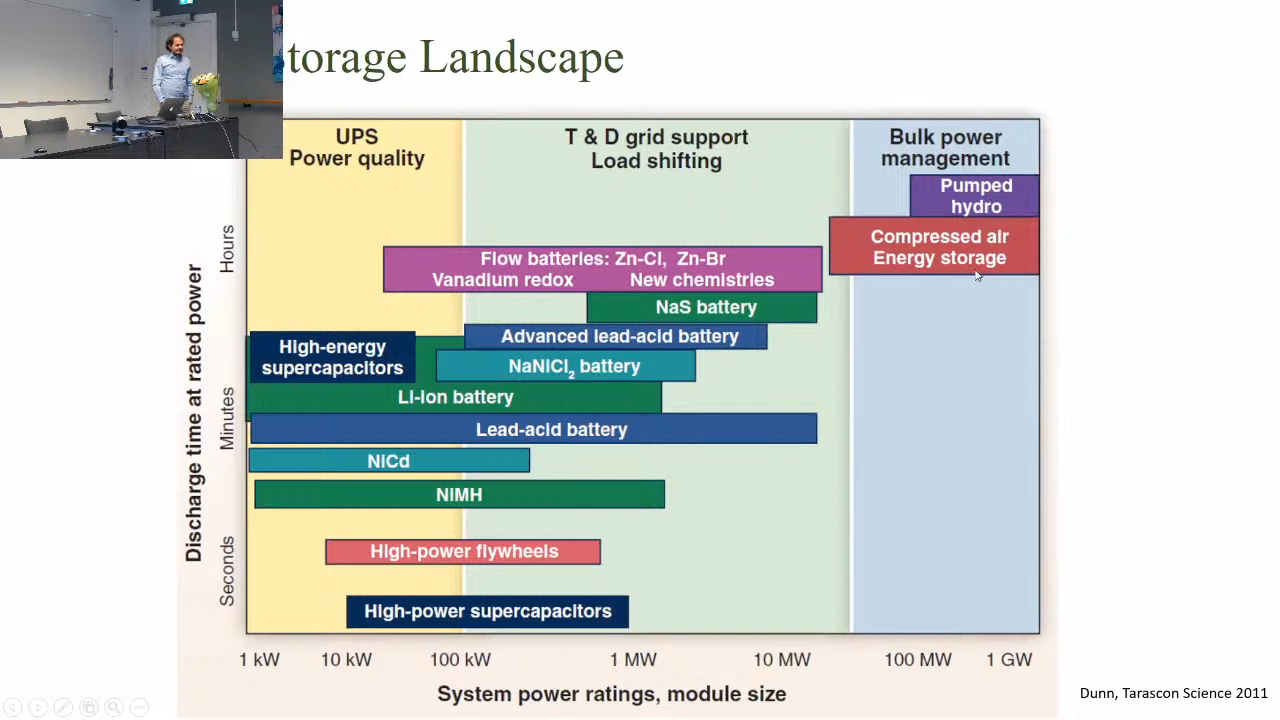 torage Landscape
UPS
Power quality
T & D grid support
Load shifting
Bulk power
management
Pumped
hydro
Compressed air
Energy storage
Flow batteries: Zn-Cl, Zn-Br
Vanadium redox New chemistries
NaS battery
Advanced lead-acid battery
High-energy
supercapacitors
NaNiCl₂ battery
Li-ion battery
Lead-acid battery
NiCd
NiMH
High-power flywheels
High-power supercapacitors
Discharge time at rated power
Hours
Minutes
Seconds
1 kW 10 kW 100 kW 1 MW 10 MW 100 MW 1 GW
System power ratings, module size
Dunn, Tarascon Science 2011